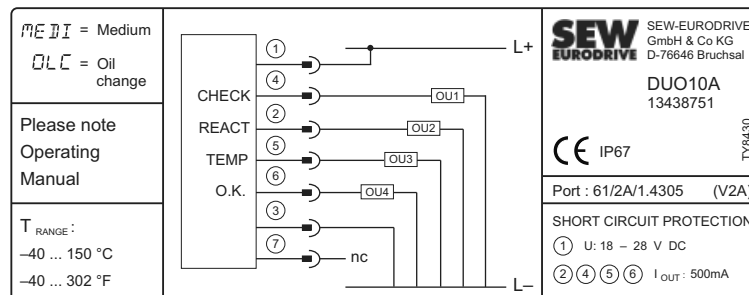 MEDI = Medium
OLC = Oil
change
Please note
Operating
Manual
T RANGE :
–40 ... 150 °C
–40 ... 302 °F
1
L+
4
CHECK
OU1
2
REACT
OU2
5
TEMP
OU3
6
O.K.
OU4
3
7
nc
L–
SEW
EURODRIVE
SEW-EURODRIVE
GmbH & Co KG
D-76646 Bruchsal
DUO10A
13438751
CE IP67
TY8430
Port : 61/2A/1.4305 (V2A)
SHORT CIRCUIT PROTECTION
1 U: 18 – 28 V DC
2 4 5 6 I OUT : 500mA